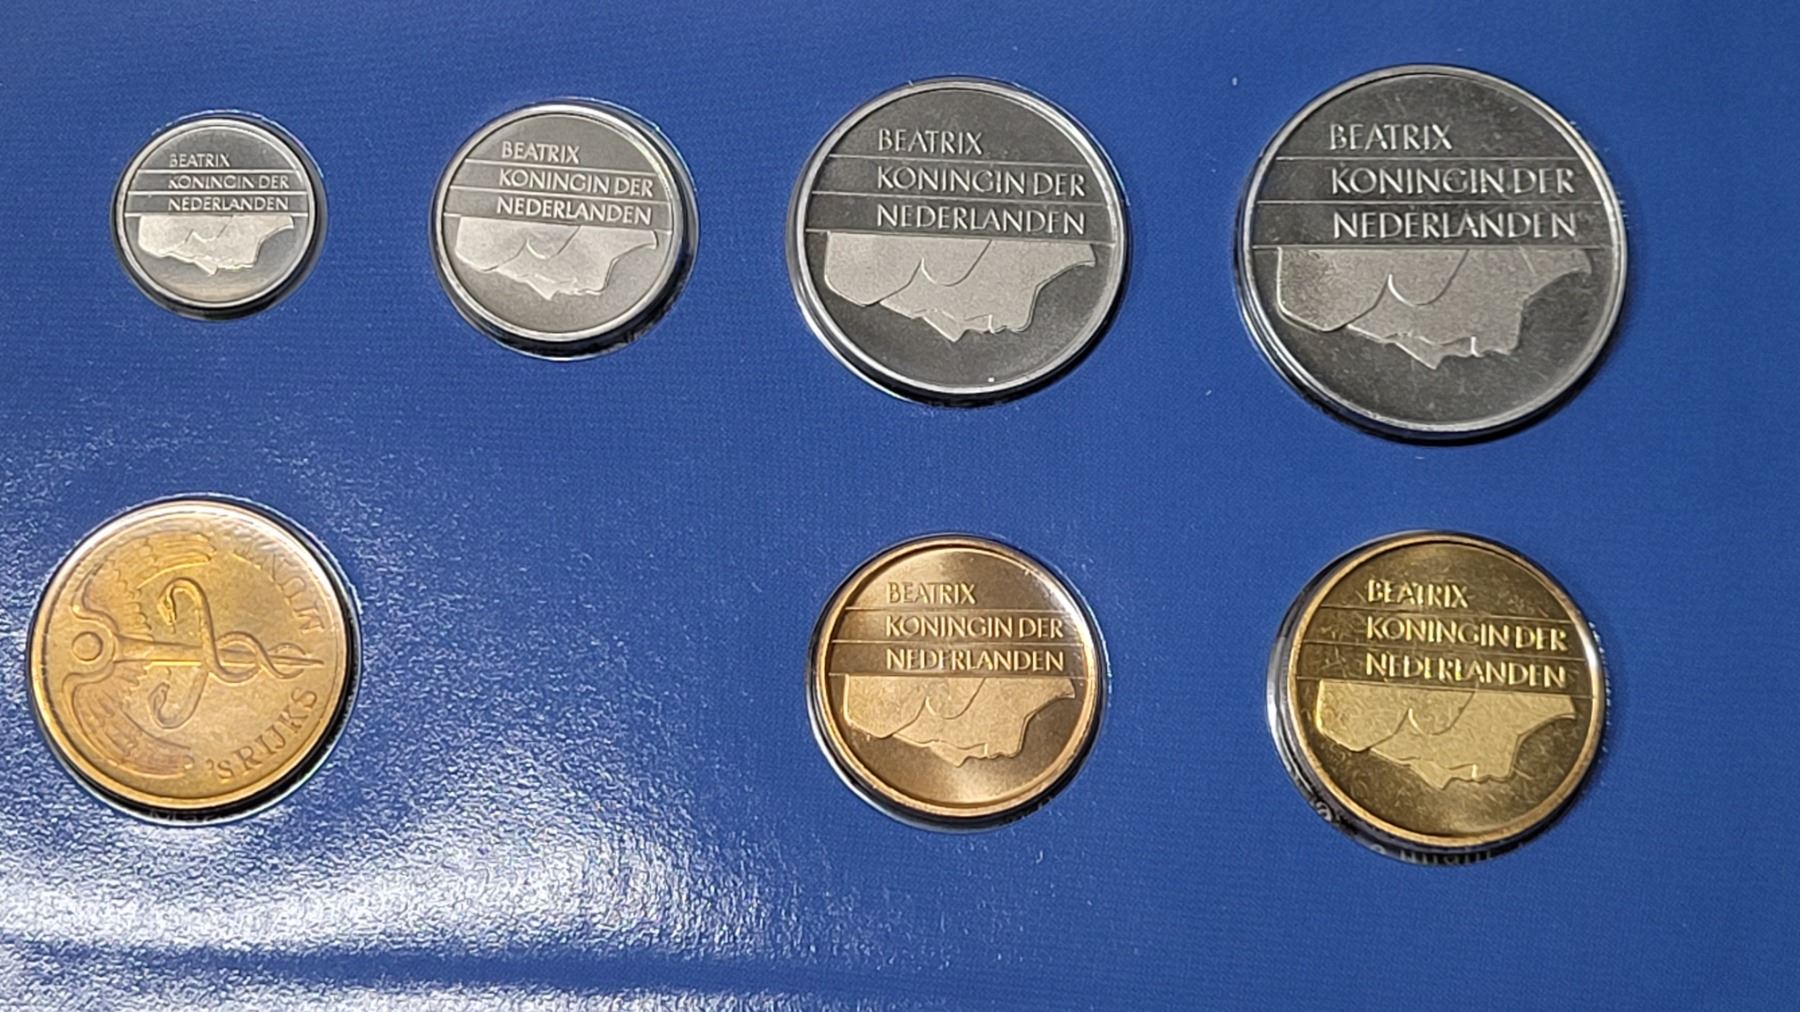 BEATRIX
KONINGIN DER
NEDERLANDEN
BEATRIX
KONINGIN DER
NEDERLANDEN
BEATRIX
KONINGIN DER
NEDERLANDEN
BEATRIX
KONINGIN DER
NEDERLANDEN
'S RIJKS
MUNT
BEATRIX
KONINGIN DER
NEDERLANDEN
BEATRIX
KONINGIN DER
NEDERLANDEN